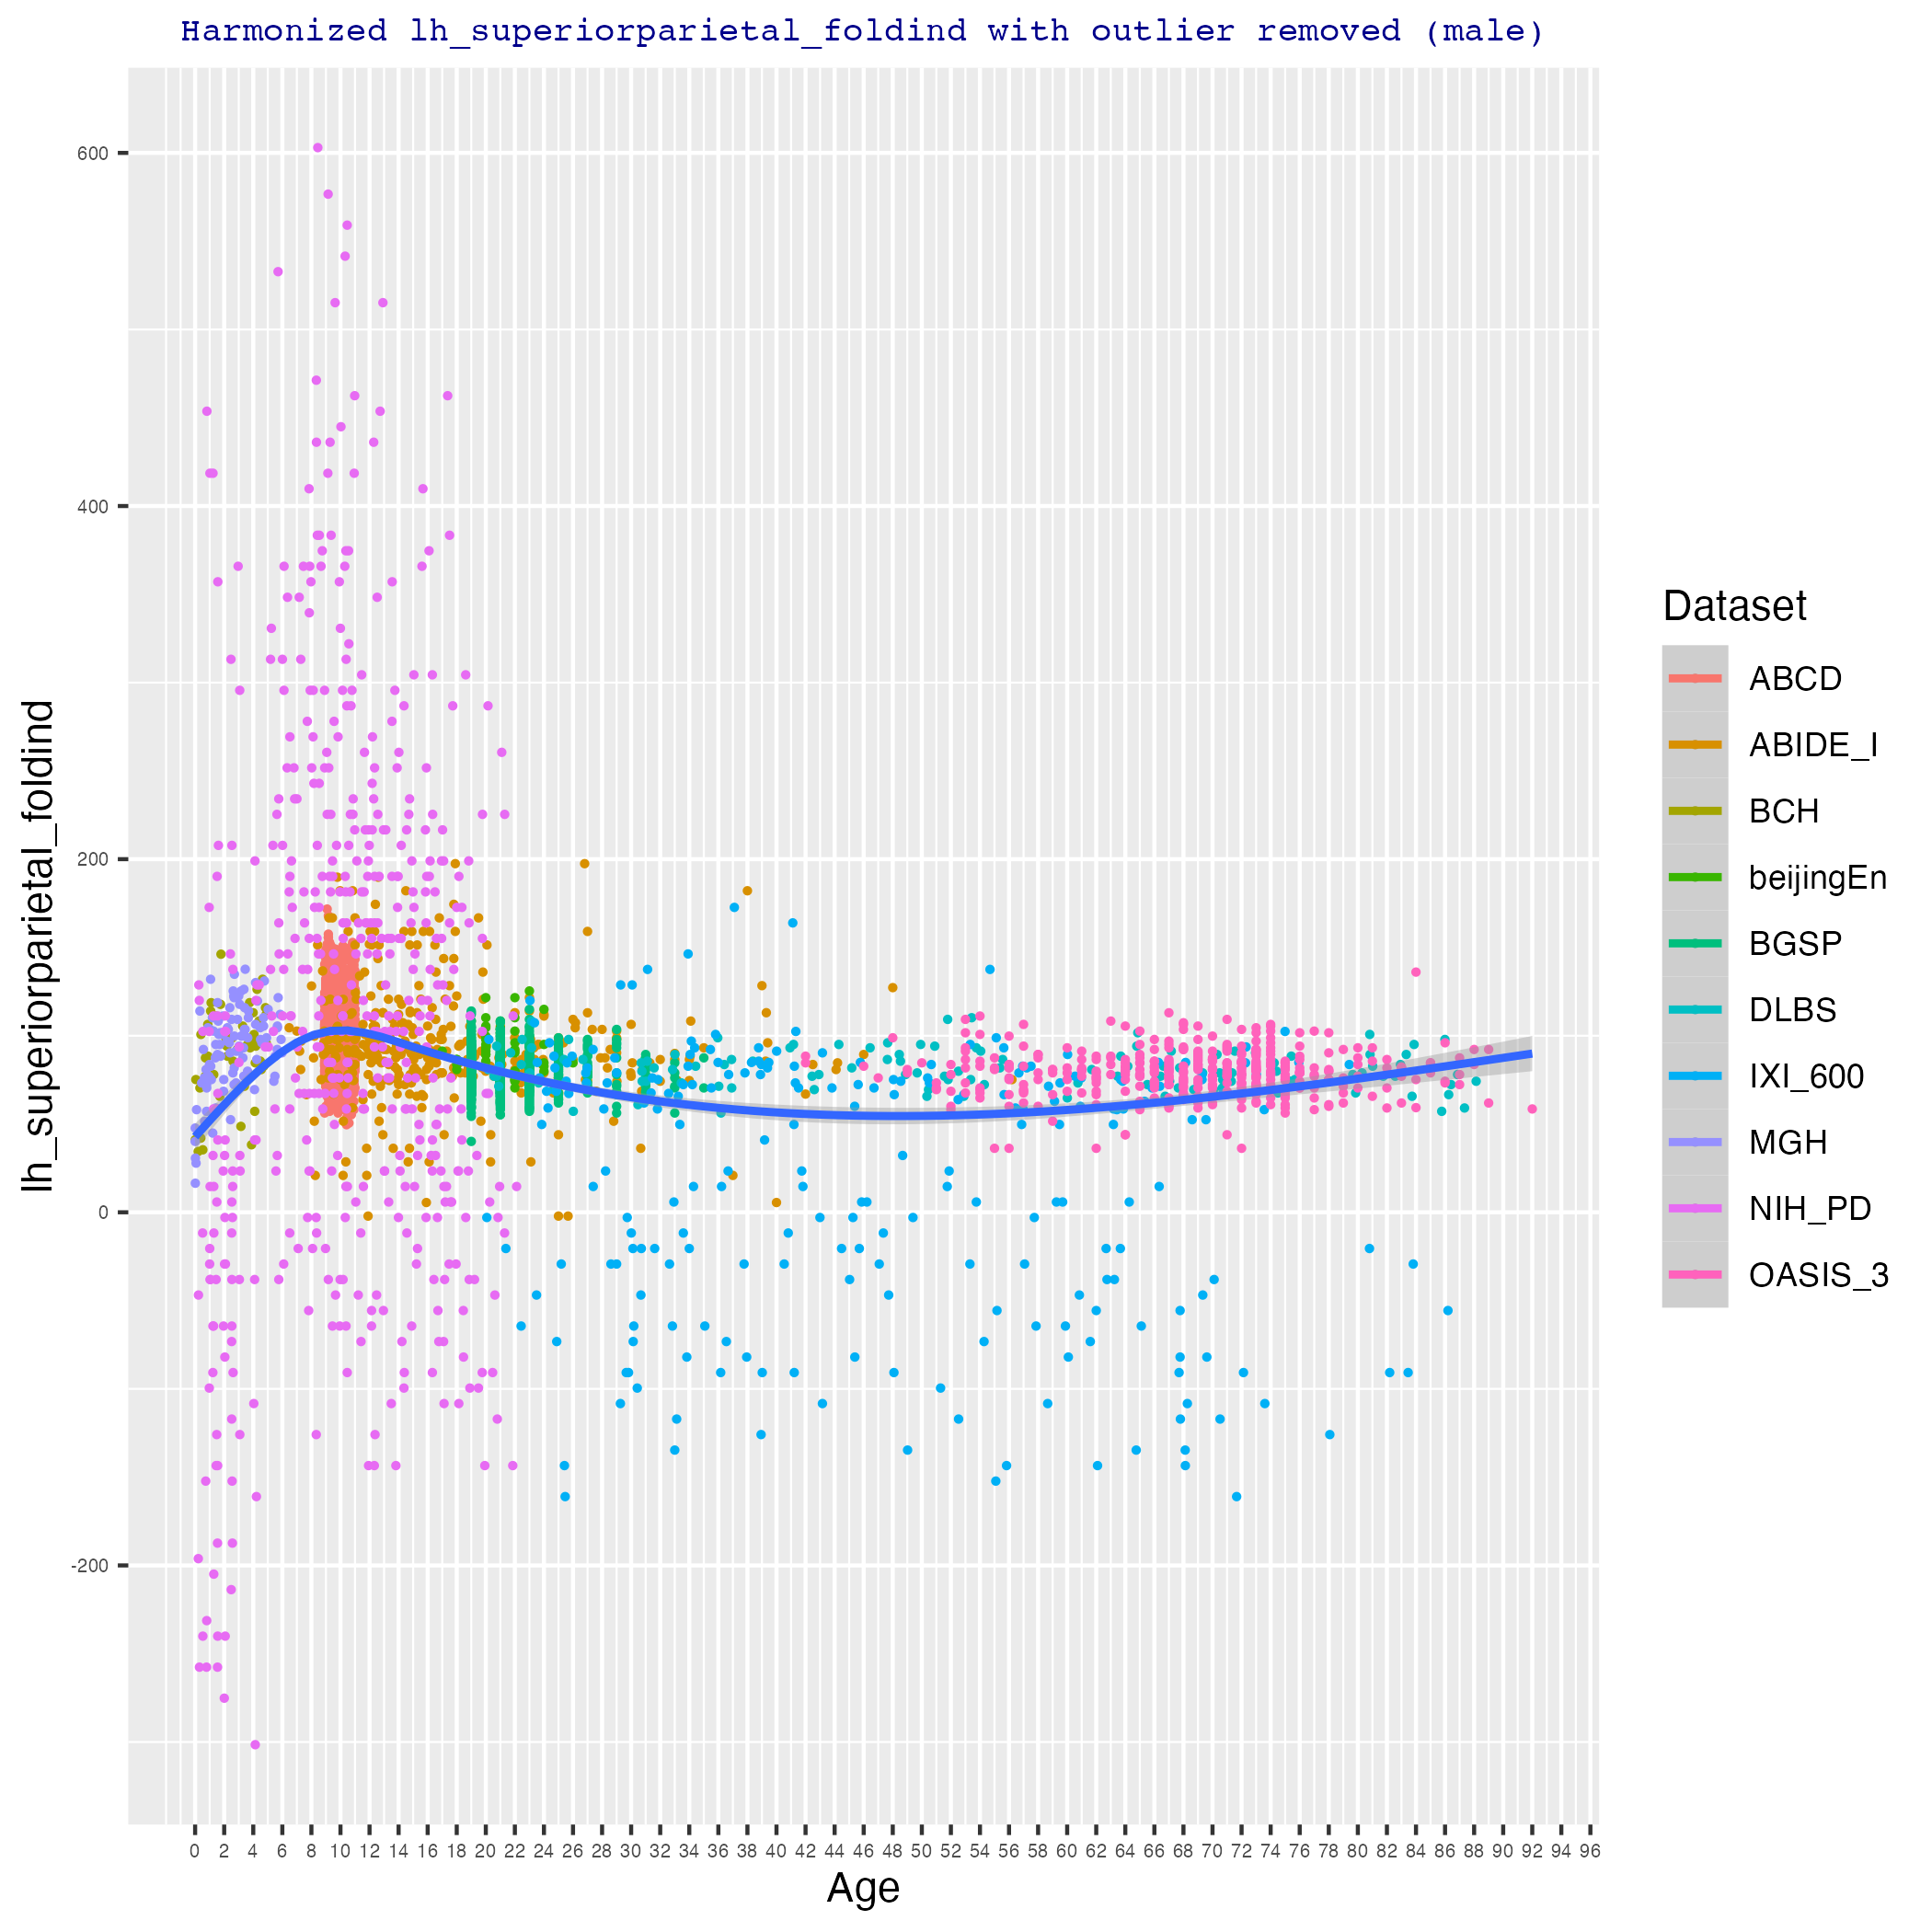 Harmonized lh_superiorparietal_foldind with outlier removed (male)
lh_superiorparietal_foldind
600
400
200
0
-200
0 2 4 6 8 10 12 14 16 18 20 22 24 26 28 30 32 34 36 38 40 42 44 46 48 50 52 54 56 58 60 62 64 66 68 70 72 74 76 78 80 82 84 86 88 90 92 94 96
Age
Dataset
ABCD
ABIDE_I
BCH
beijingEn
BGSP
DLBS
IXI_600
MGH
NIH_PD
OASIS_3